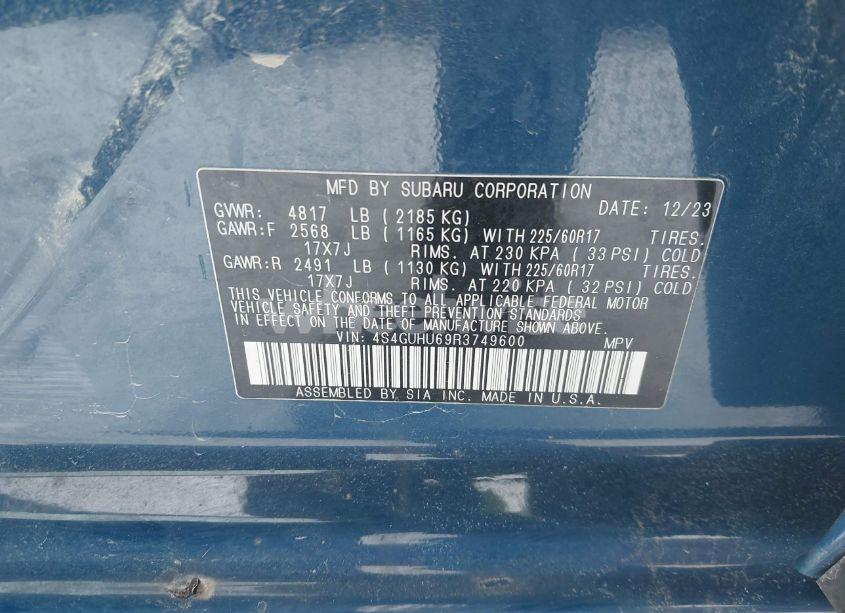 MFD BY SUBARU CORPORATION DATE: 12/23
GVWR: 4817 LB ( 2185 KG)
GAWR:F 2568 LB ( 1165 KG) WITH 225/60R17 TIRES.
17X7J RIMS. AT 230 KPA ( 33 PSI) COLD
GAWR:R 2491 LB ( 1130 KG) WITH 225/60R17 TIRES.
17X7J RIMS. AT 220 KPA ( 32 PSI) COLD
THIS VEHICLE CONFORMS TO ALL APPLICABLE FEDERAL MOTOR
VEHICLE SAFETY AND THEFT PREVENTION STANDARDS
IN EFFECT ON THE DATE OF MANUFACTURE SHOWN ABOVE.
VIN: 4S4GUHU69R3749600 MPV
ASSEMBLED BY SIA INC. MADE IN U.S.A.